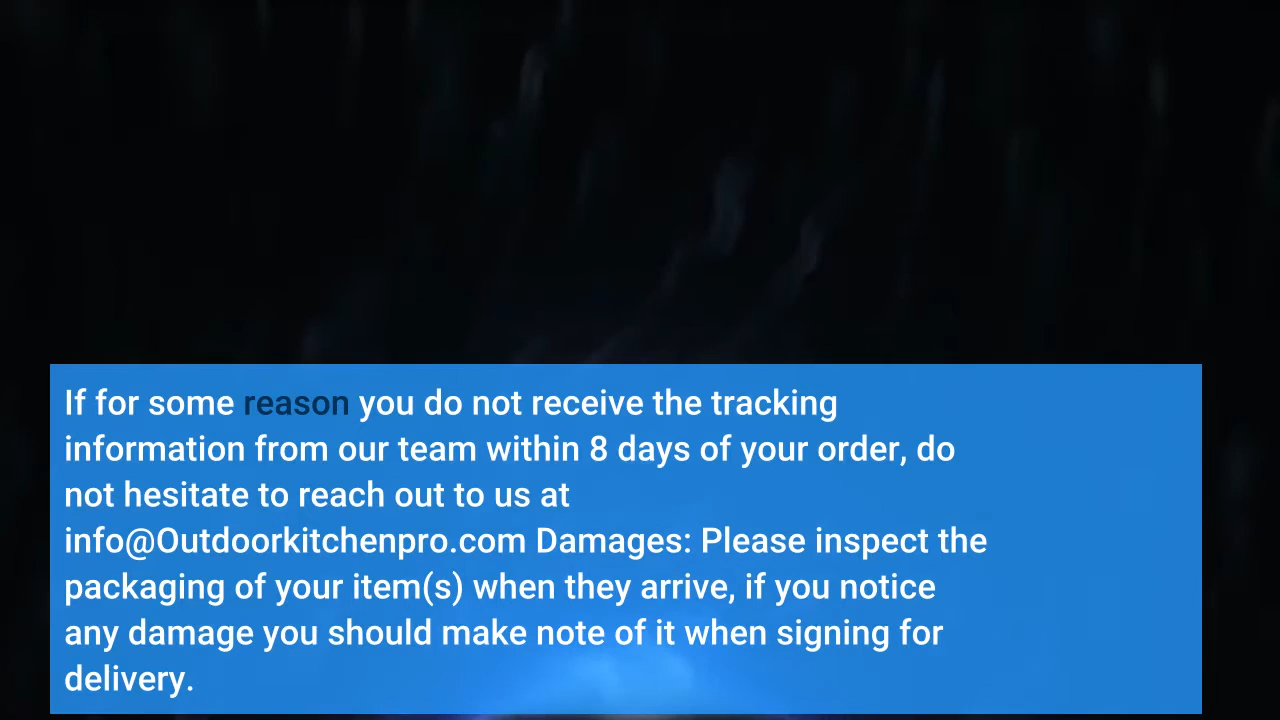 If for some reason you do not receive the tracking
information from our team within 8 days of your order, do
not hesitate to reach out to us at
info@Outdoorkitchenpro.com Damages: Please inspect the
packaging of your item(s) when they arrive, if you notice
any damage you should make note of it when signing for
delivery.